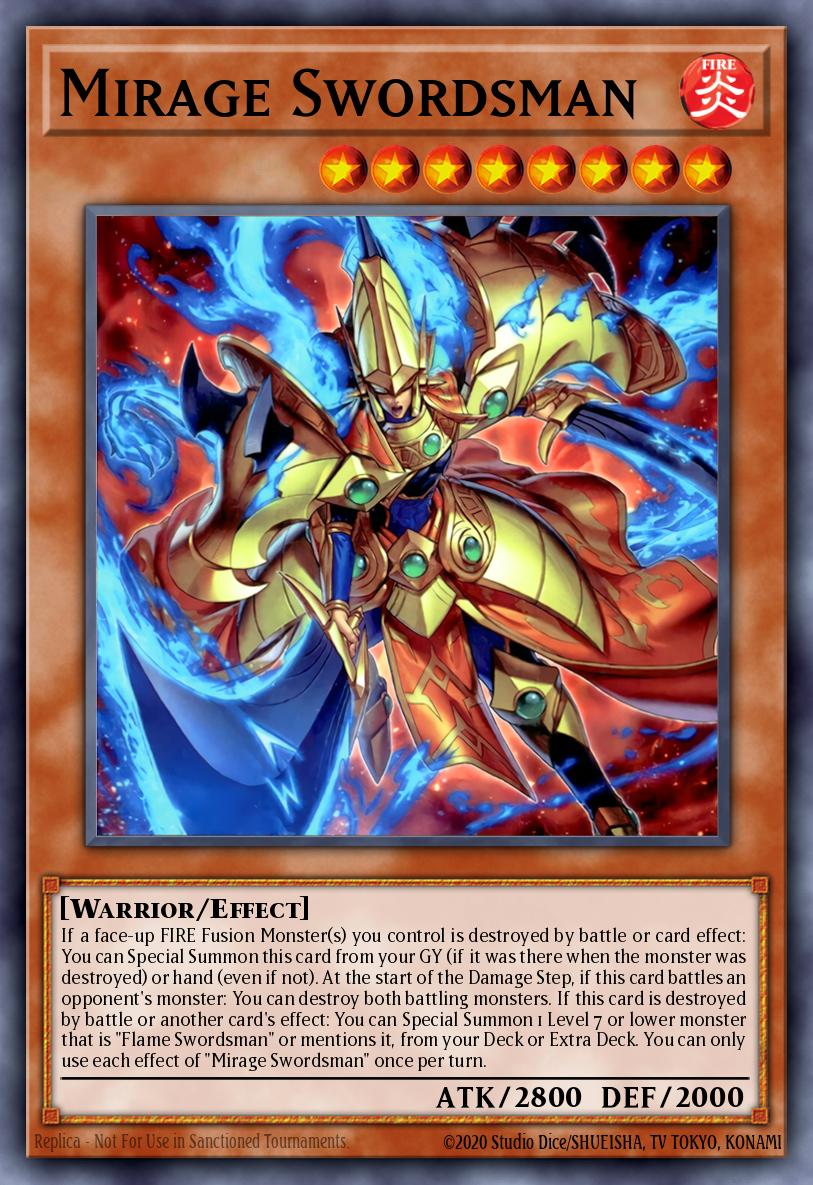 Mirage Swordsman
FIRE
炎
[Warrior/Effect]
If a face-up FIRE Fusion Monster(s) you control is destroyed by battle or card effect:
You can Special Summon this card from your GY (if it was there when the monster was
destroyed) or hand (even if not). At the start of the Damage Step, if this card battles an
opponent's monster: You can destroy both battling monsters. If this card is destroyed
by battle or another card's effect: You can Special Summon 1 Level 7 or lower monster
that is "Flame Swordsman" or mentions it, from your Deck or Extra Deck. You can only
use each effect of "Mirage Swordsman" once per turn.
ATK/2800 DEF/2000
Replica - Not For Use in Sanctioned Tournaments.
©2020 Studio Dice/SHUEISHA, TV TOKYO, KONAMI